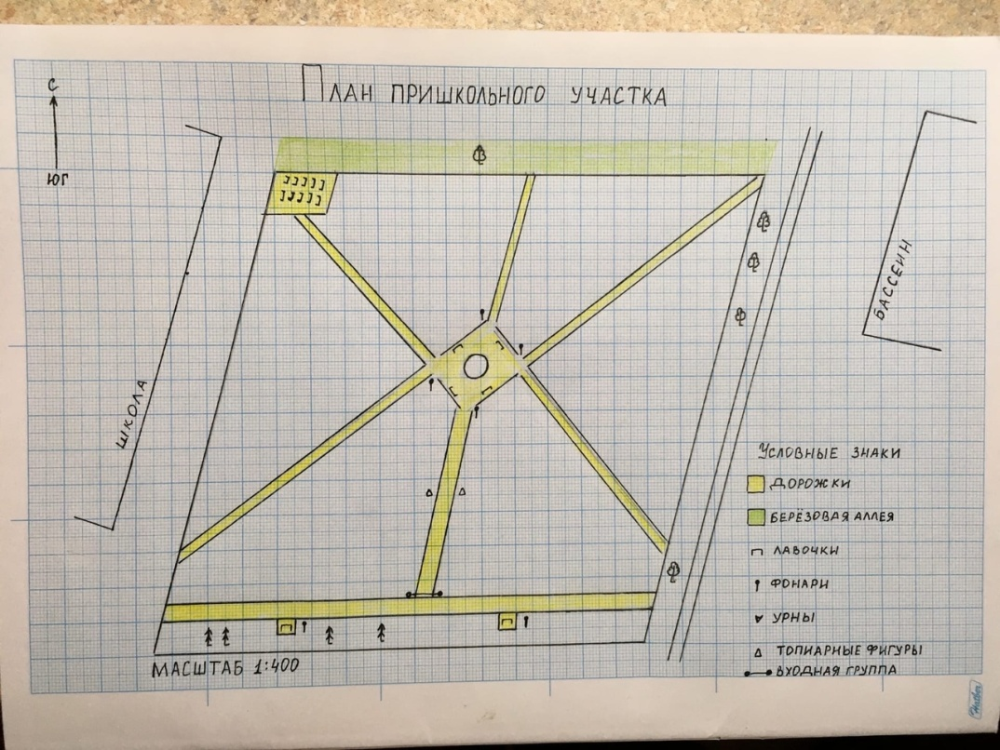 План пришкольного участка
С
ЮГ
ШКОЛА
БАССЕИН
Условные знаки
ДОРОЖКИ
БЕРЁЗОВАЯ АЛЛЕЯ
ЛАВОЧКИ
ФОНАРИ
УРНЫ
ТОПИАРНЫЕ ФИГУРЫ
ВХОДНАЯ ГРУППА
МАСШТАБ 1:400